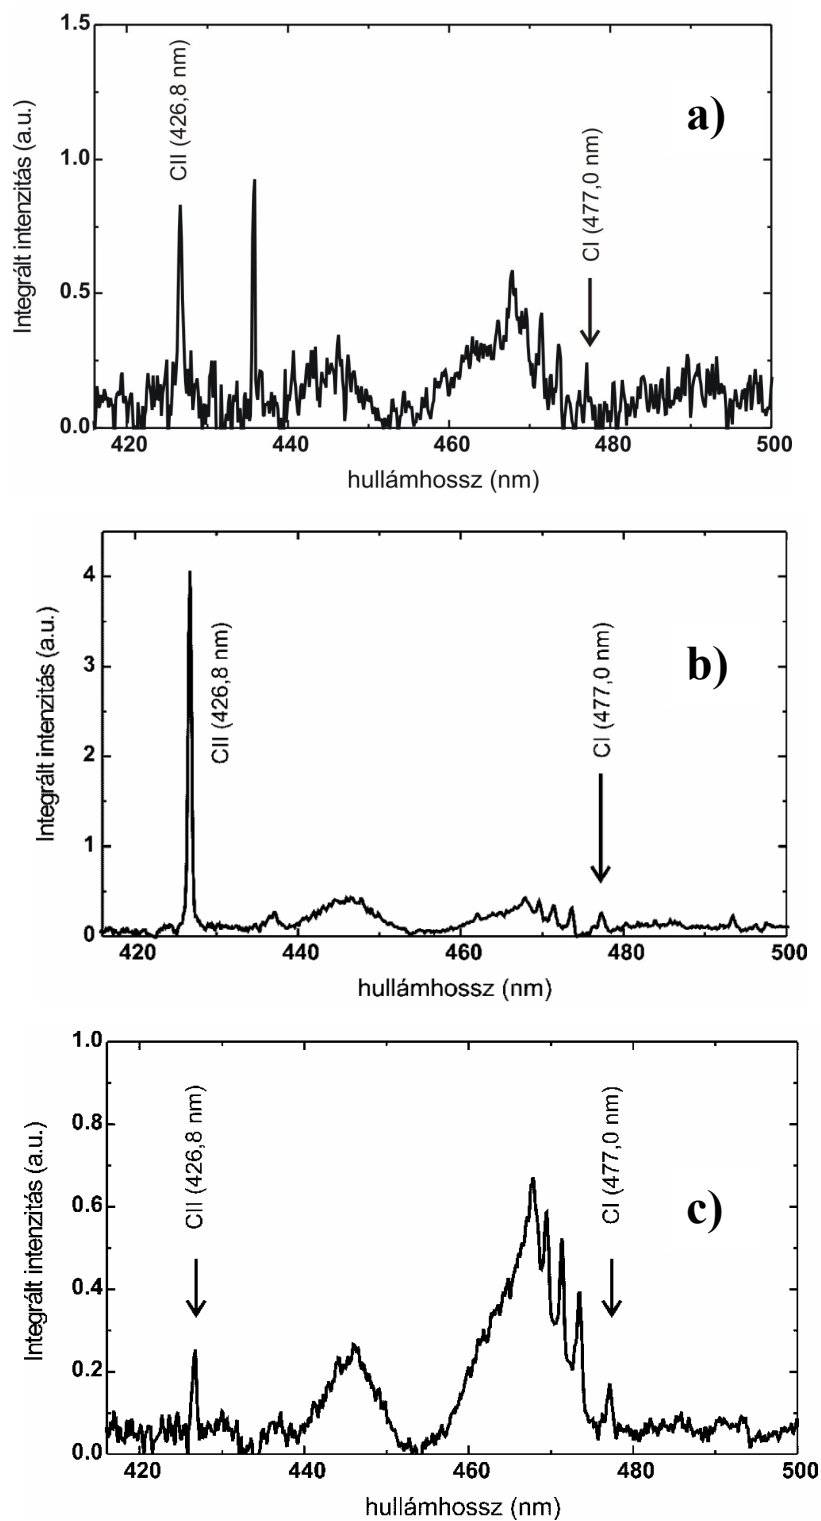 a)
1.5
1.0
0.5
0.0
Integrált intenzitás (a.u.)
CII (426,8 nm)
CI (477,0 nm)
420 440 460 480 500
hullámhossz (nm)
b)
4
3
2
1
0
Integrált intenzitás (a.u.)
CII (426,8 nm)
CI (477,0 nm)
420 440 460 480 500
hullámhossz (nm)
c)
1.0
0.8
0.6
0.4
0.2
0.0
Integrált intenzitás (a.u.)
CII (426,8 nm)
CI (477,0 nm)
420 440 460 480 500
hullámhossz (nm)